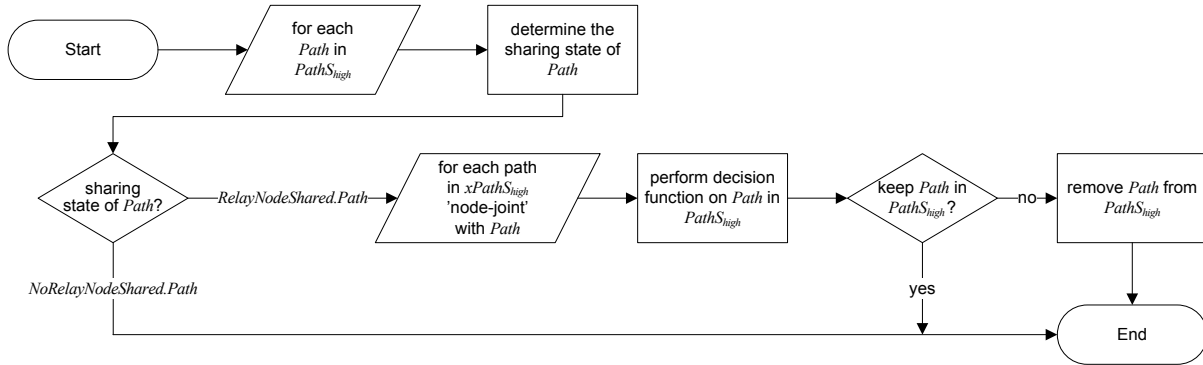 Start
for each
Path in
PathS_high
determine the
sharing state of
Path
sharing
state of Path?
RelayNodeShared.Path
for each path
in xPathS_high
'node-joint'
with Path
perform decision
function on Path in
PathS_high
keep Path in
PathS_high?
no
remove Path from
PathS_high
NoRelayNodeShared.Path
yes
End